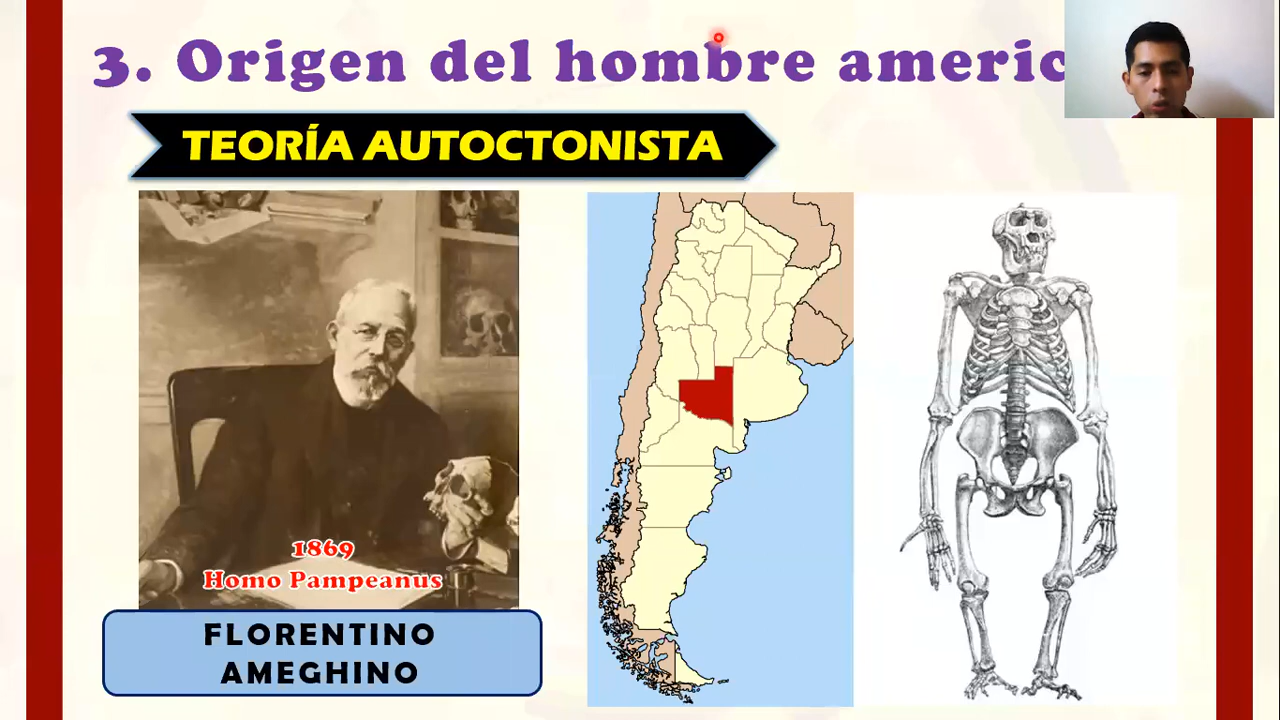 3. Origen del hombre americ
TEORÍA AUTOCTONISTA
1869
Homo Pampeanus
FLORENTINO
AMEGHINO